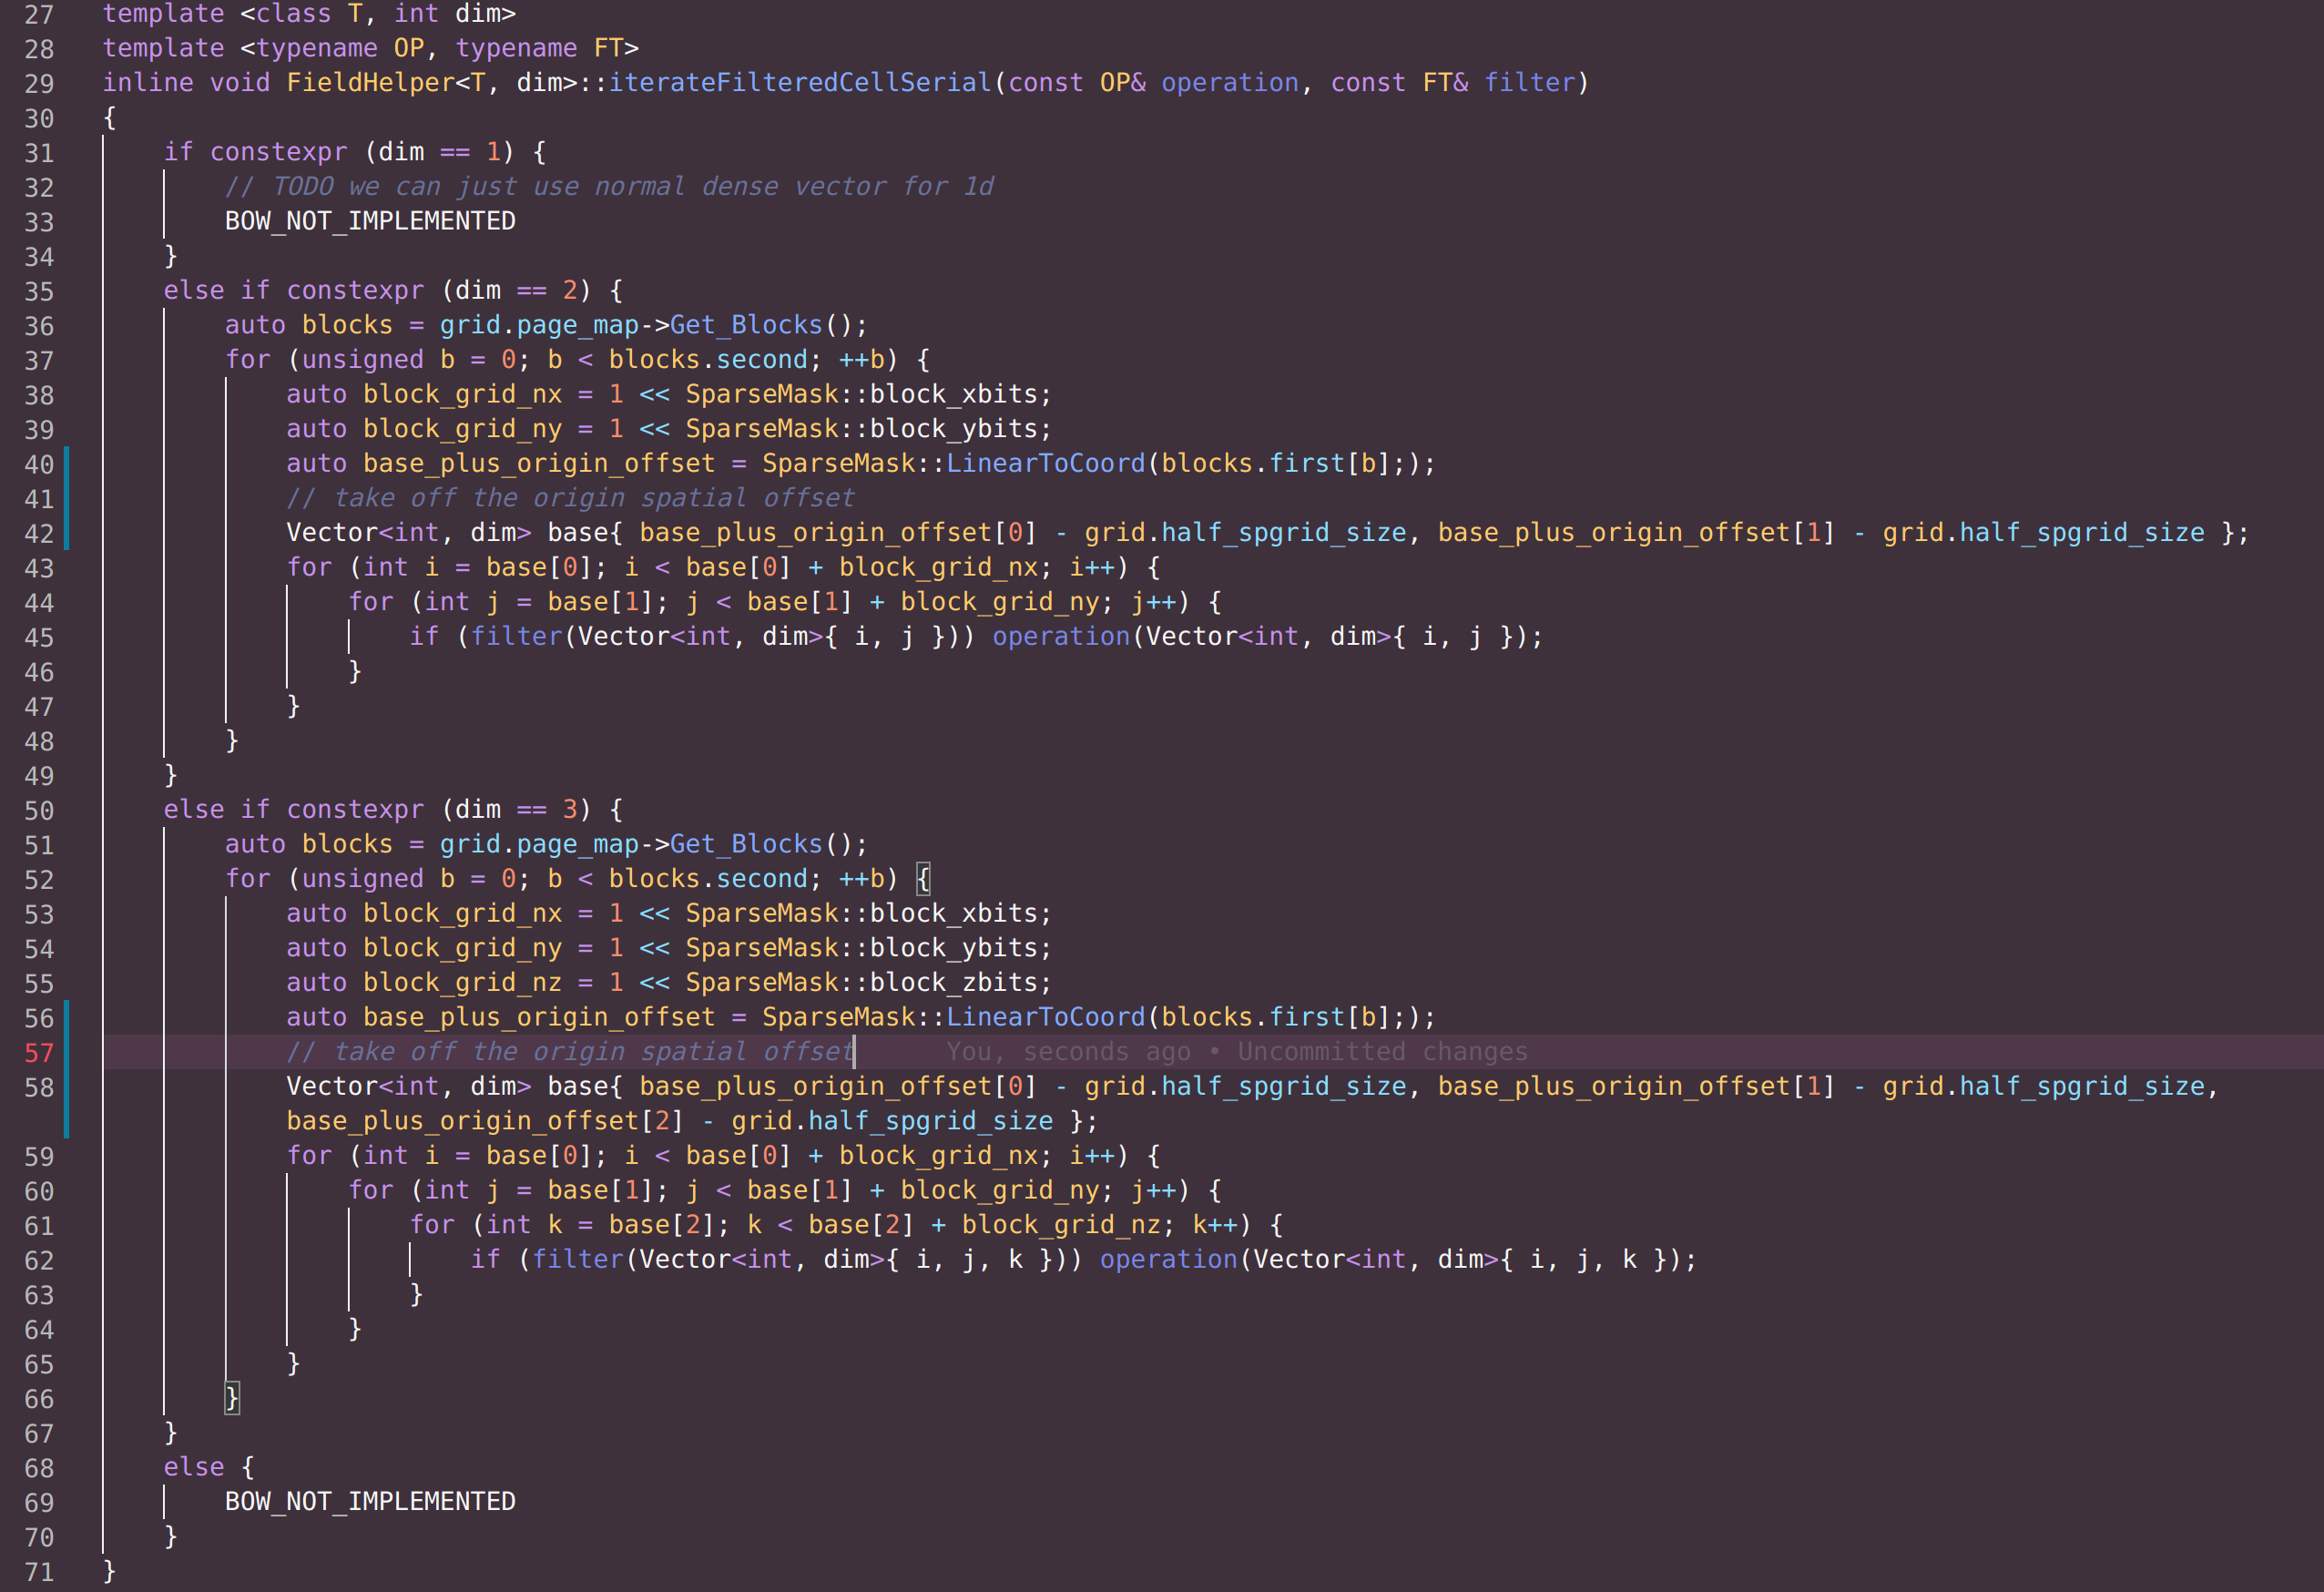 27 template <class T, int dim>
28 template <typename OP, typename FT>
29 inline void FieldHelper<T, dim>::iterateFilteredCellSerial(const OP& operation, const FT& filter)
30 {
31     if constexpr (dim == 1) {
32         // TODO we can just use normal dense vector for 1d
33         BOW_NOT_IMPLEMENTED
34     }
35     else if constexpr (dim == 2) {
36         auto blocks = grid.page_map->Get_Blocks();
37         for (unsigned b = 0; b < blocks.second; ++b) {
38             auto block_grid_nx = 1 << SparseMask::block_xbits;
39             auto block_grid_ny = 1 << SparseMask::block_ybits;
40             auto base_plus_origin_offset = SparseMask::LinearToCoord(blocks.first[b];);
41             // take off the origin spatial offset
42             Vector<int, dim> base{ base_plus_origin_offset[0] - grid.half_spgrid_size, base_plus_origin_offset[1] - grid.half_spgrid_size };
43             for (int i = base[0]; i < base[0] + block_grid_nx; i++) {
44                 for (int j = base[1]; j < base[1] + block_grid_ny; j++) {
45                     if (filter(Vector<int, dim>{ i, j })) operation(Vector<int, dim>{ i, j });
46                 }
47             }
48         }
49     }
50     else if constexpr (dim == 3) {
51         auto blocks = grid.page_map->Get_Blocks();
52         for (unsigned b = 0; b < blocks.second; ++b) {
53             auto block_grid_nx = 1 << SparseMask::block_xbits;
54             auto block_grid_ny = 1 << SparseMask::block_ybits;
55             auto block_grid_nz = 1 << SparseMask::block_zbits;
56             auto base_plus_origin_offset = SparseMask::LinearToCoord(blocks.first[b];);
57             // take off the origin spatial offset      You, seconds ago • Uncommitted changes
58             Vector<int, dim> base{ base_plus_origin_offset[0] - grid.half_spgrid_size, base_plus_origin_offset[1] - grid.half_spgrid_size,
            base_plus_origin_offset[2] - grid.half_spgrid_size };
59             for (int i = base[0]; i < base[0] + block_grid_nx; i++) {
60                 for (int j = base[1]; j < base[1] + block_grid_ny; j++) {
61                     for (int k = base[2]; k < base[2] + block_grid_nz; k++) {
62                         if (filter(Vector<int, dim>{ i, j, k })) operation(Vector<int, dim>{ i, j, k });
63                     }
64                 }
65             }
66         }
67     }
68     else {
69         BOW_NOT_IMPLEMENTED
70     }
71 }